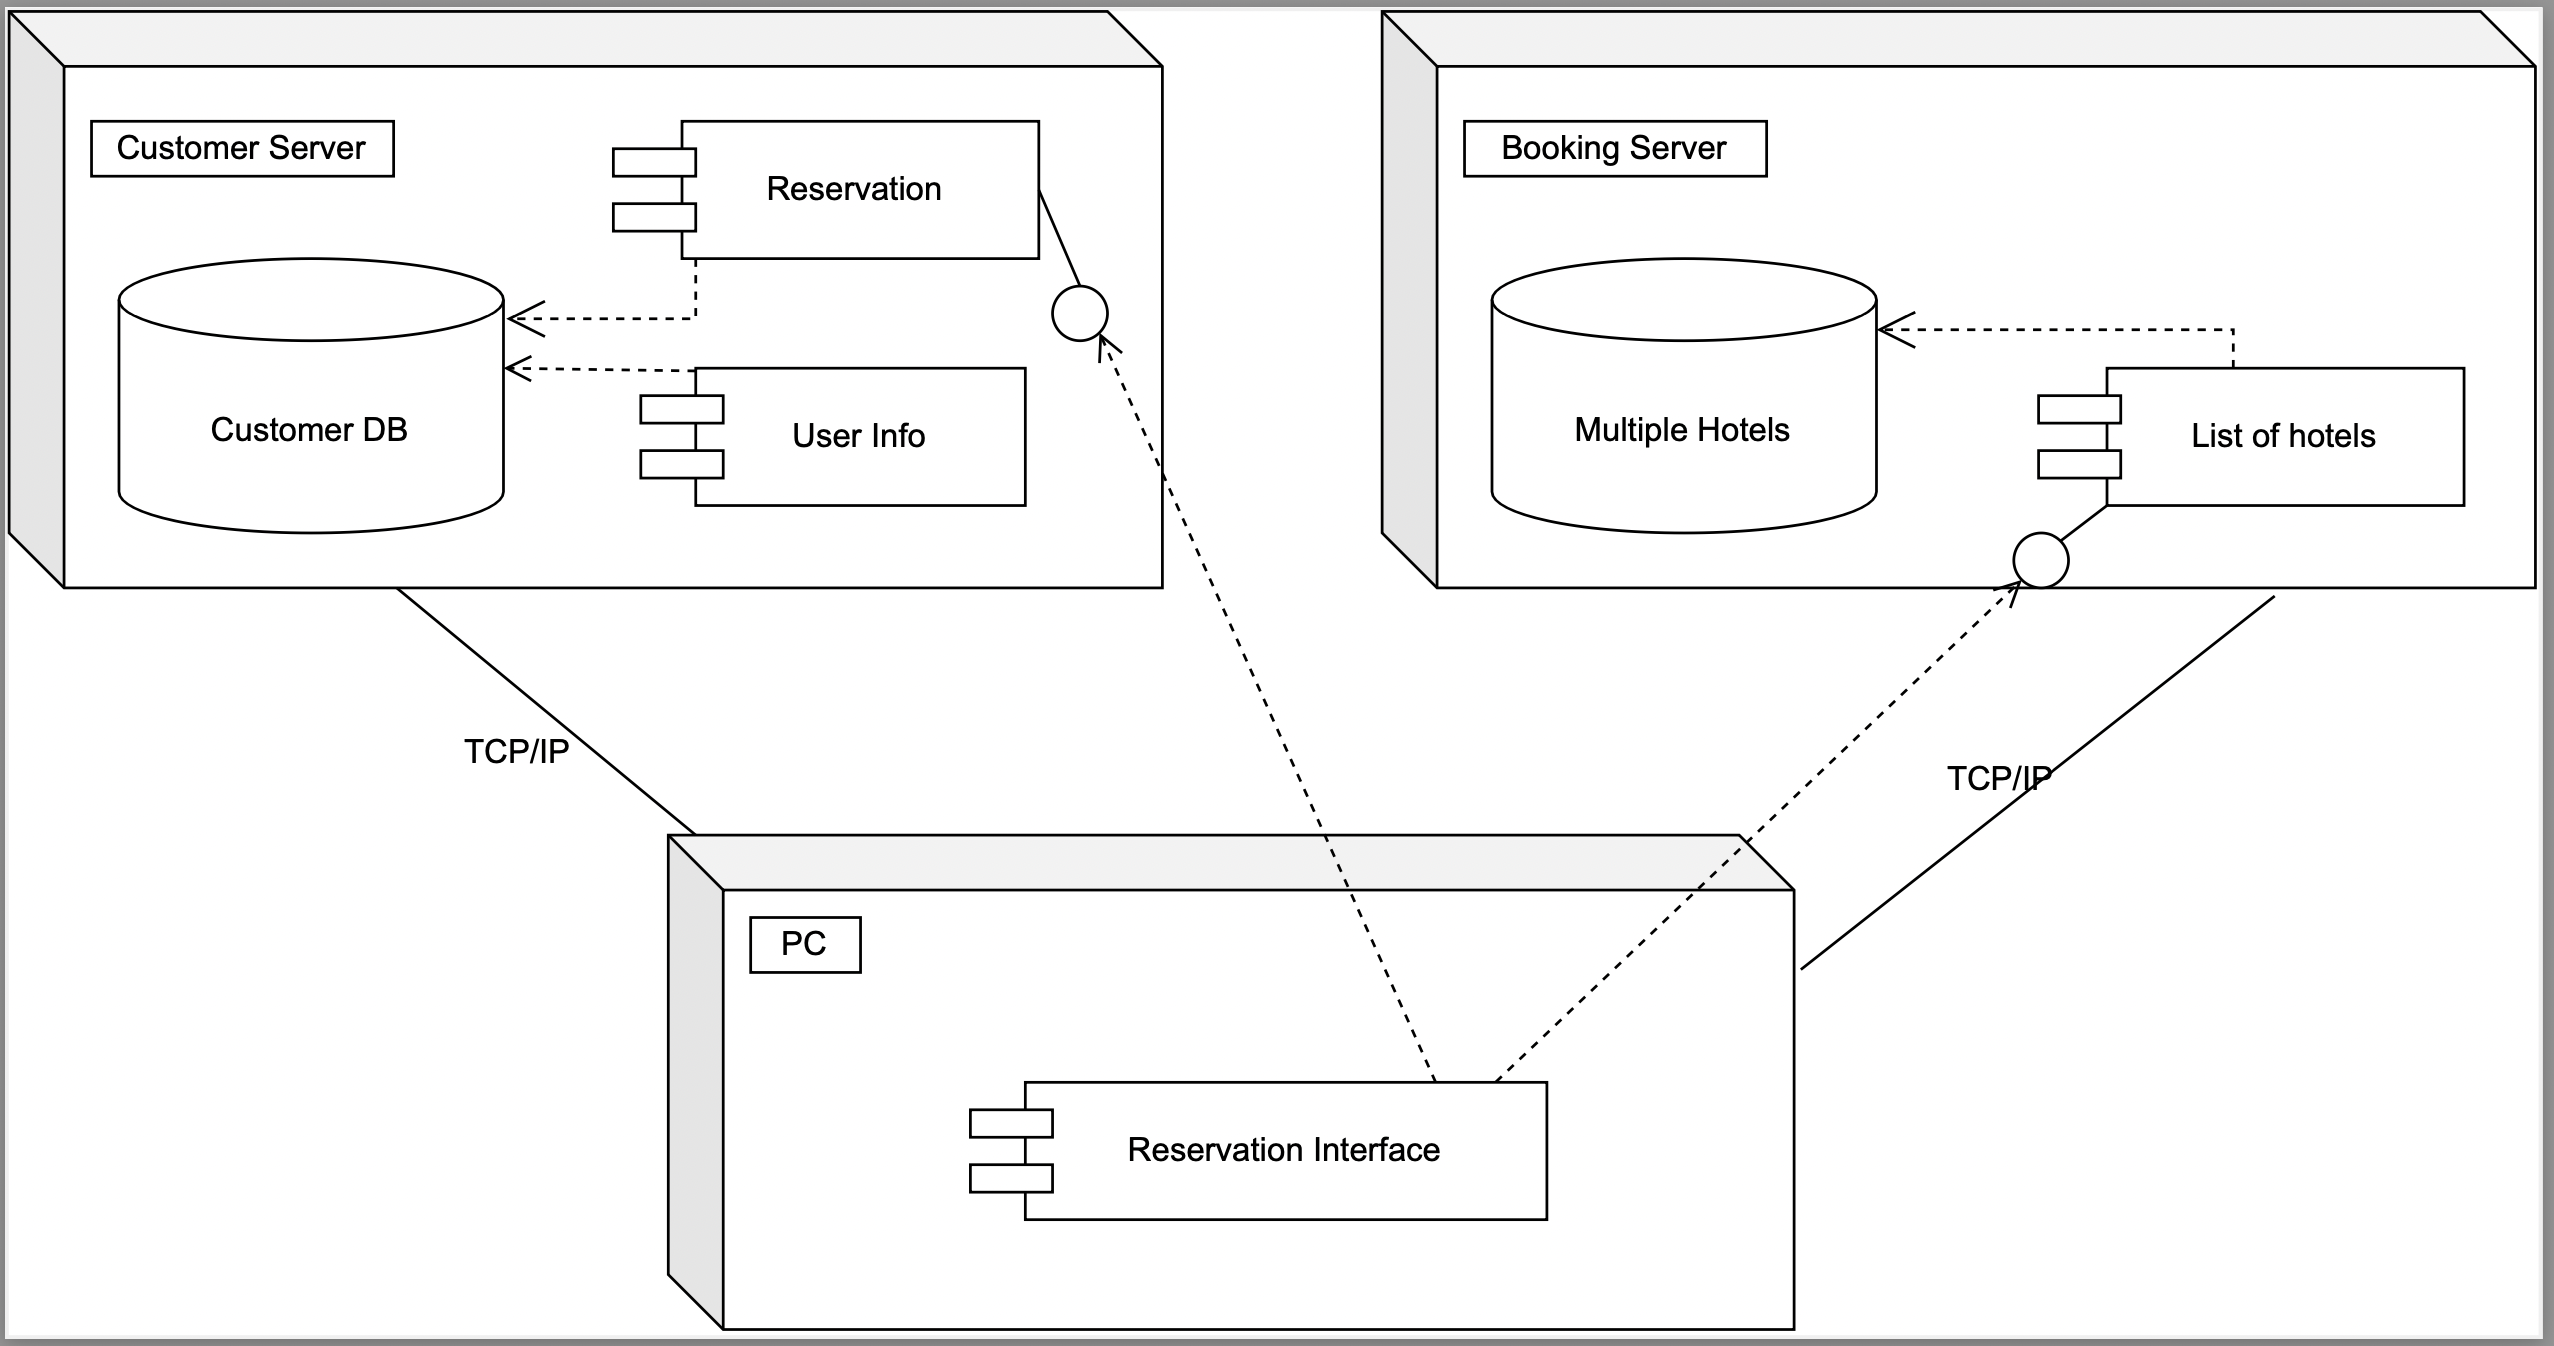 Customer Server
Reservation
Customer DB
User Info
Booking Server
Multiple Hotels
List of hotels
TCP/IP
TCP/IP
PC
Reservation Interface